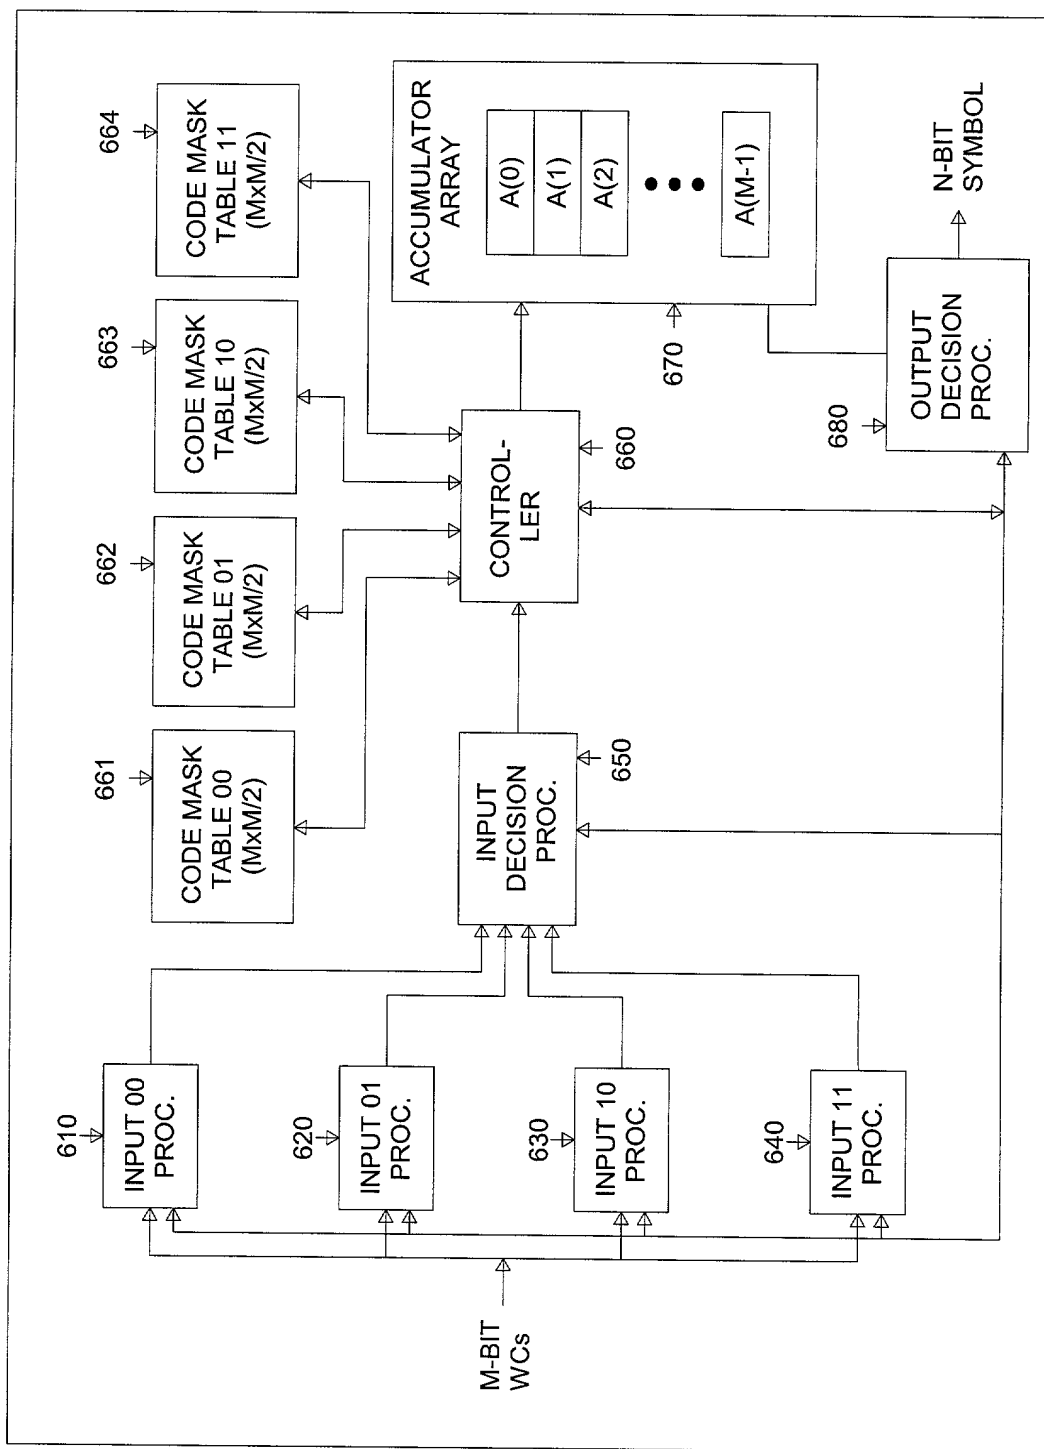 661
CODE MASK
TABLE 00
(MxM/2)
662
CODE MASK
TABLE 01
(MxM/2)
663
CODE MASK
TABLE 10
(MxM/2)
664
CODE MASK
TABLE 11
(MxM/2)
610
INPUT 00
PROC.
620
INPUT 01
PROC.
630
INPUT 10
PROC.
640
INPUT 11
PROC.
M-BIT
WCs
INPUT
DECISION
PROC.
650
CONTROL-
LER
660
ACCUMULATOR
ARRAY
A(0)
A(1)
A(2)
A(M-1)
670
680
OUTPUT
DECISION
PROC.
N-BIT
SYMBOL